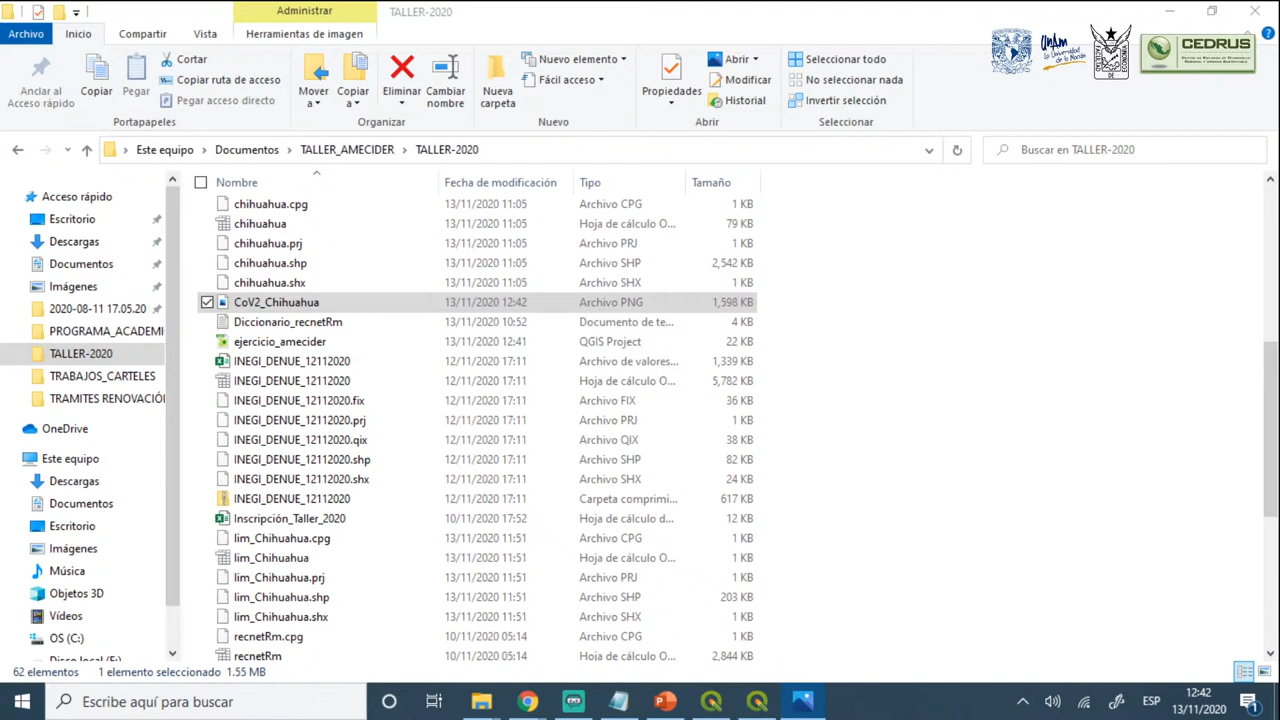 Administrar
TALLER-2020
Archivo Inicio Compartir Vista Herramientas de imagen
Anclar al Acceso rápido
Copiar
Pegar
Cortar
Copiar ruta de acceso
Pegar acceso directo
Portapapeles
Mover a
Copiar a
Eliminar
Cambiar nombre
Organizar
Nueva carpeta
Nuevo elemento
Fácil acceso
Nuevo
Propiedades
Abrir
Modificar
Historial
Abrir
Seleccionar todo
No seleccionar nada
Invertir selección
Seleccionar
UNAM
La Universidad
de la Nación
CEDRUS
Este equipo > Documentos > TALLER_AMECIDER > TALLER-2020
Buscar en TALLER-2020
Acceso rápido
Escritorio
Descargas
Documentos
Imágenes
2020-08-11 17.05.20
PROGRAMA_ACADEMI
TALLER-2020
TRABAJOS_CARTELES
TRAMITES RENOVACIÓ
OneDrive
Este equipo
Descargas
Documentos
Escritorio
Imágenes
Música
Objetos 3D
Vídeos
OS (C:)
Disco local (E:)
Nombre Fecha de modificación Tipo Tamaño
chihuahua.cpg 13/11/2020 11:05 Archivo CPG 1 KB
chihuahua 13/11/2020 11:05 Hoja de cálculo O... 79 KB
chihuahua.prj 13/11/2020 11:05 Archivo PRJ 1 KB
chihuahua.shp 13/11/2020 11:05 Archivo SHP 2,542 KB
chihuahua.shx 13/11/2020 11:05 Archivo SHX 1 KB
CoV2_Chihuahua 13/11/2020 12:42 Archivo PNG 1,598 KB
Diccionario_recnetRm 13/11/2020 10:52 Documento de te... 4 KB
ejercicio_amecider 13/11/2020 12:41 QGIS Project 22 KB
INEGI_DENUE_12112020 12/11/2020 17:11 Archivo de valores... 1,339 KB
INEGI_DENUE_12112020 12/11/2020 17:11 Hoja de cálculo O... 5,782 KB
INEGI_DENUE_12112020.fix 12/11/2020 17:11 Archivo FIX 36 KB
INEGI_DENUE_12112020.prj 12/11/2020 17:11 Archivo PRJ 1 KB
INEGI_DENUE_12112020.qix 12/11/2020 17:11 Archivo QIX 38 KB
INEGI_DENUE_12112020.shp 12/11/2020 17:11 Archivo SHP 82 KB
INEGI_DENUE_12112020.shx 12/11/2020 17:11 Archivo SHX 24 KB
INEGI_DENUE_12112020 12/11/2020 17:11 Carpeta comprimi... 617 KB
Inscripción_Taller_2020 10/11/2020 17:52 Hoja de cálculo d... 12 KB
lim_Chihuahua.cpg 13/11/2020 11:51 Archivo CPG 1 KB
lim_Chihuahua 13/11/2020 11:51 Hoja de cálculo O... 1 KB
lim_Chihuahua.prj 13/11/2020 11:51 Archivo PRJ 1 KB
lim_Chihuahua.shp 13/11/2020 11:51 Archivo SHP 203 KB
lim_Chihuahua.shx 13/11/2020 11:51 Archivo SHX 1 KB
recnetRm.cpg 10/11/2020 05:14 Archivo CPG 1 KB
recnetRm 10/11/2020 05:14 Hoja de cálculo O... 2,844 KB
62 elementos 1 elemento seleccionado 1.55 MB
Escribe aquí para buscar
ESP
12:42
13/11/2020
1